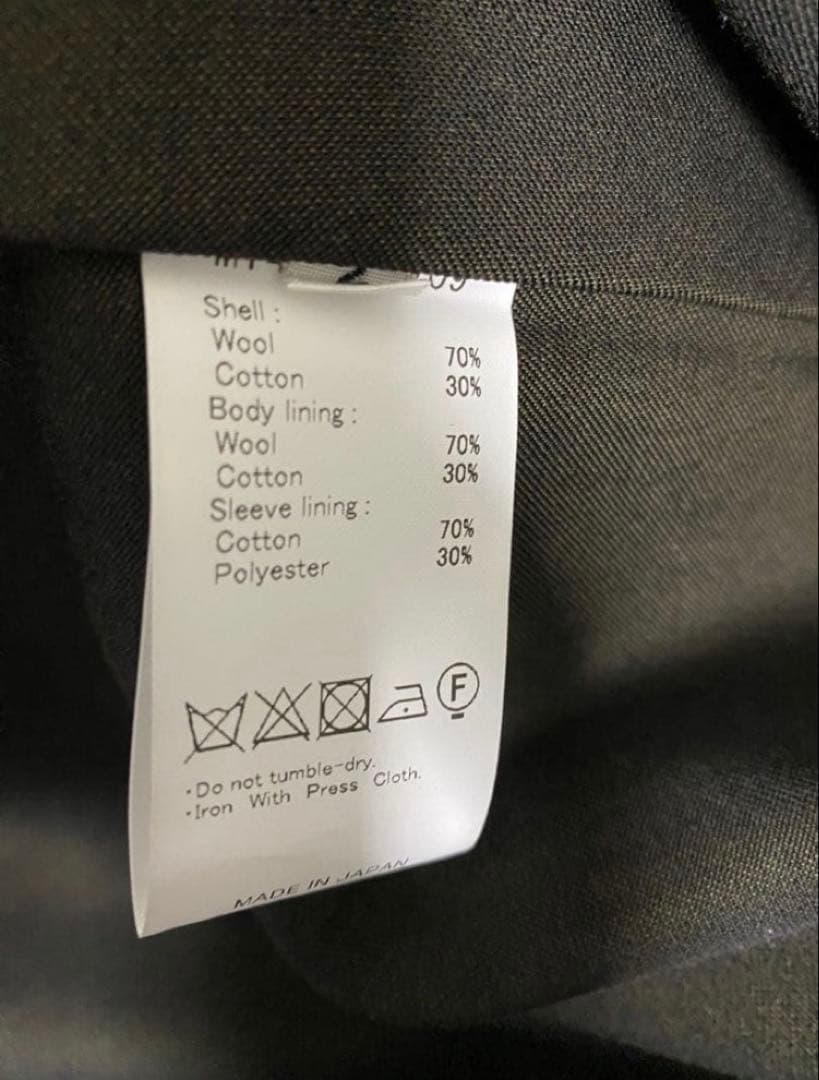 Shell :
Wool 70%
Cotton 30%
Body lining :
Wool 70%
Cotton 30%
Sleeve lining :
Cotton 70%
Polyester 30%
F
·Do not tumble-dry.
·Iron With Press Cloth.
MADE IN JAPAN